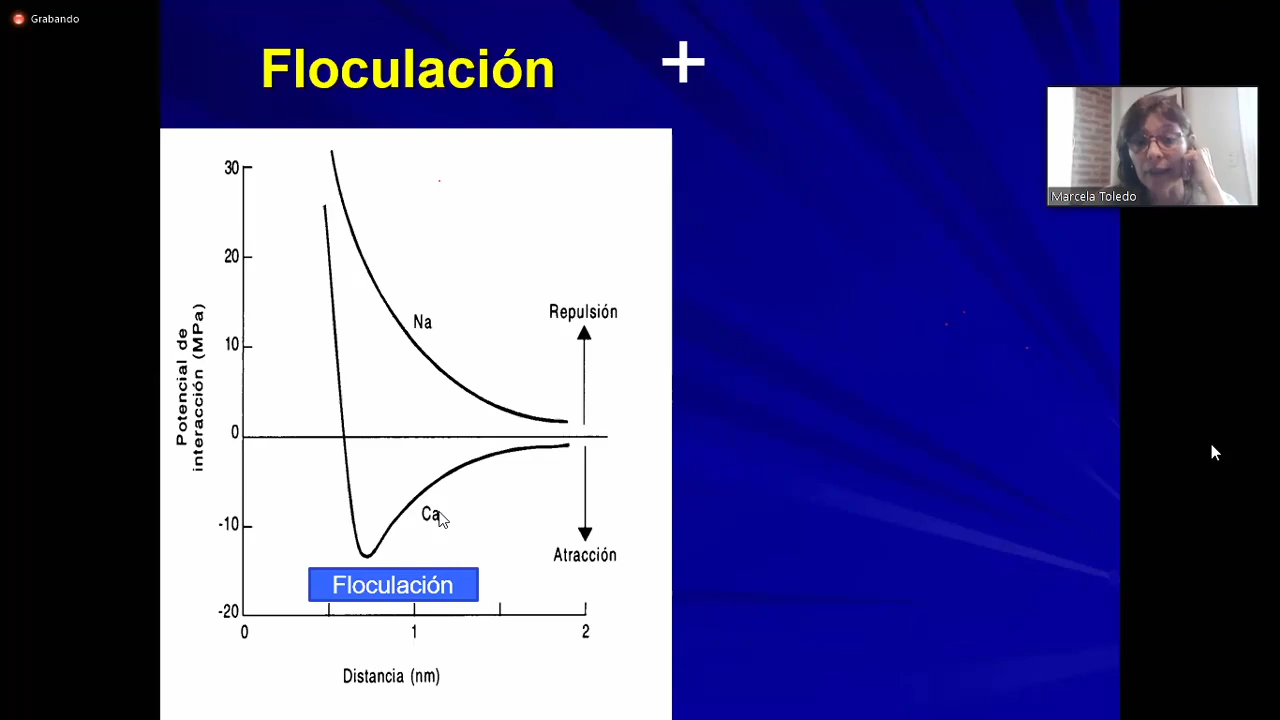 Grabando
Floculación +
Marcela Toledo
30
20
10
0
-10
-20
Potencial de
interacción (MPa)
Na
Repulsión
Ca
Atracción
Floculación
0 1 2
Distancia (nm)